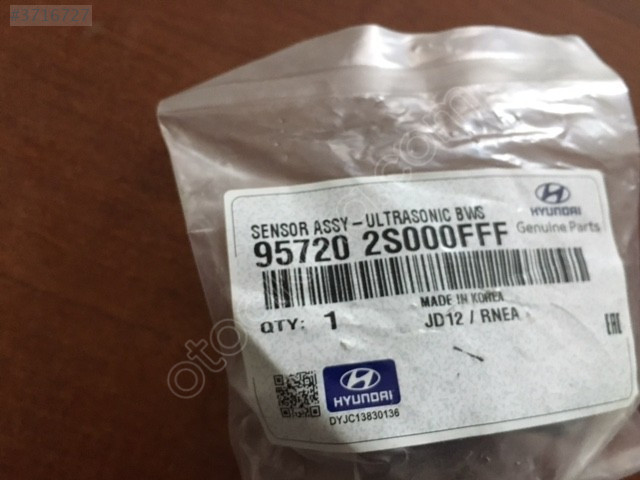 #3716727
SENSOR ASSY-ULTRASONIC BWS
HYUNDAI
Genuine Parts
95720 2S000FFF
MADE IN KOREA
QTY: 1
JD12 / RNEA
EAC
HYUNDAI
DYJC13830136